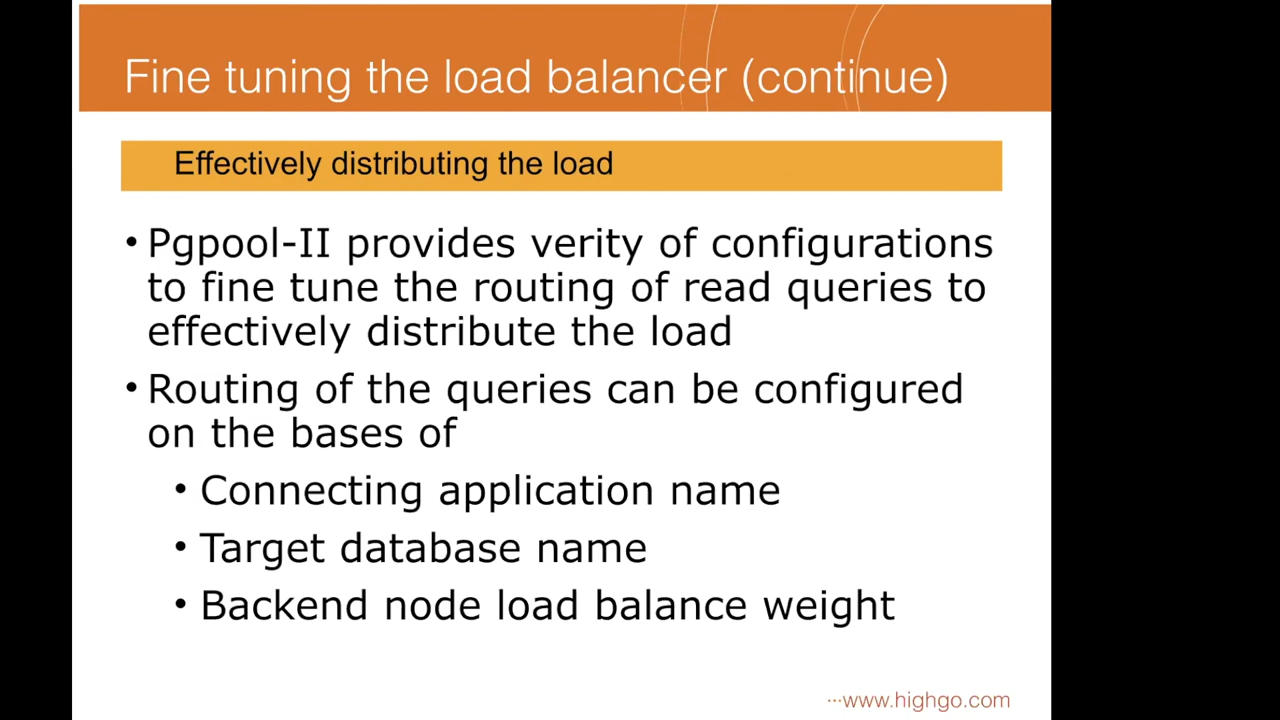 Fine tuning the load balancer (continue)
Effectively distributing the load
• Pgpool-II provides verity of configurations
to fine tune the routing of read queries to
effectively distribute the load
• Routing of the queries can be configured
on the bases of
• Connecting application name
• Target database name
• Backend node load balance weight
···www.highgo.com